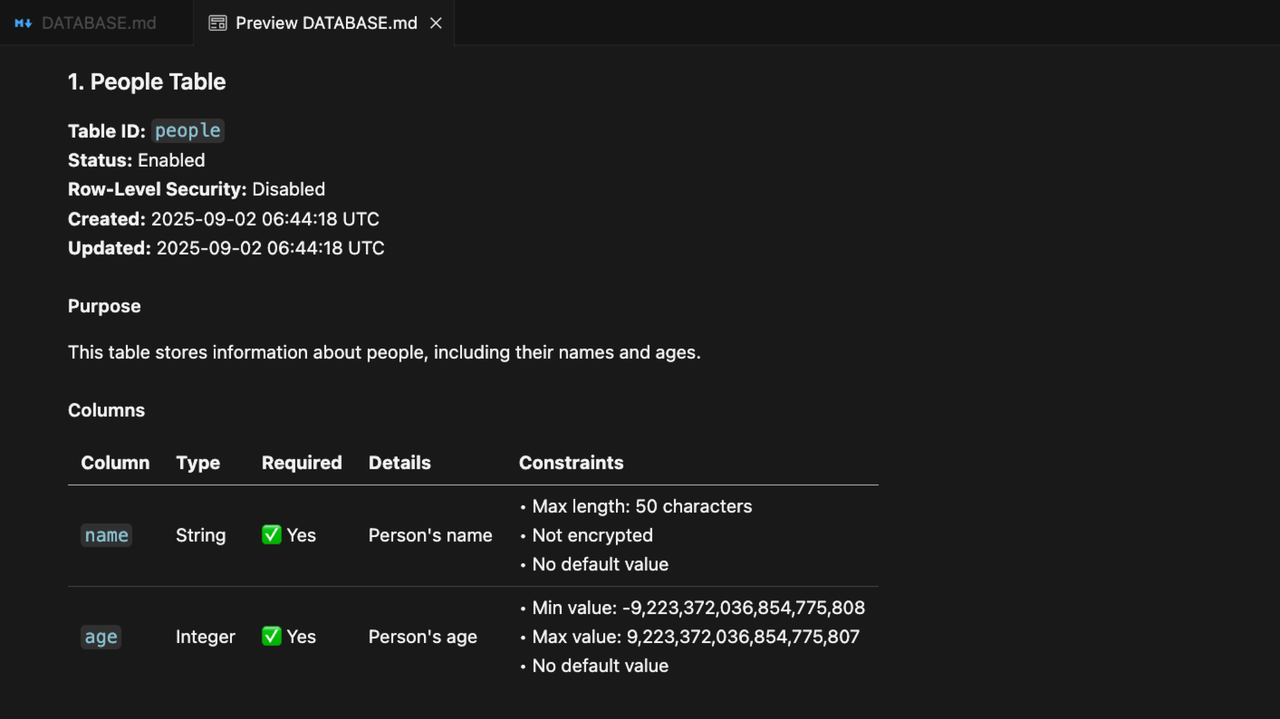 DATABASE.md
Preview DATABASE.md
1. People Table
Table ID: people
Status: Enabled
Row-Level Security: Disabled
Created: 2025-09-02 06:44:18 UTC
Updated: 2025-09-02 06:44:18 UTC
Purpose
This table stores information about people, including their names and ages.
Columns
Column Type Required Details Constraints
name String ✅ Yes Person's name
• Max length: 50 characters
• Not encrypted
• No default value
age Integer ✅ Yes Person's age
• Min value: -9,223,372,036,854,775,808
• Max value: 9,223,372,036,854,775,807
• No default value